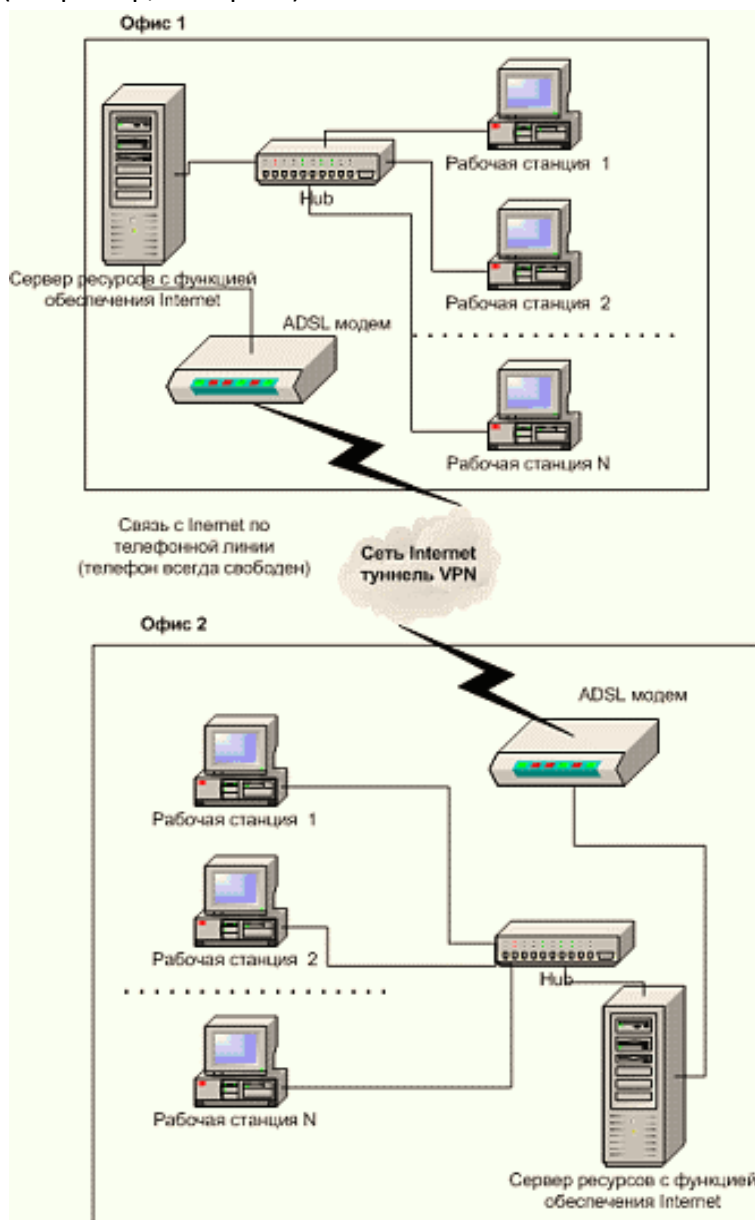 Офис 1
Рабочая станция 1
Hub
Сервер ресурсов с функцией
обеспечения Internet
Рабочая станция 2
ADSL модем
Рабочая станция N
Связь с Inernet по
телефонной линии
(телефон всегда свободен)
Сеть Internet
туннель VPN
Офис 2
ADSL модем
Рабочая станция 1
Рабочая станция 2
Hub
Рабочая станция N
Сервер ресурсов с функцией
обеспечения Internet